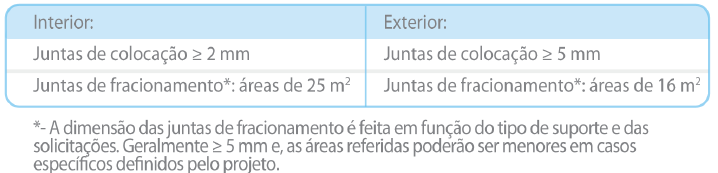 Interior: Exterior:
Juntas de colocação ≥ 2 mm Juntas de colocação ≥ 5 mm
Juntas de fracionamento*: áreas de 25 m² Juntas de fracionamento*: áreas de 16 m²
*- A dimensão das juntas de fracionamento é feita em função do tipo de suporte e das
solicitações. Geralmente ≥ 5 mm e, as áreas referidas poderão ser menores em casos
específicos definidos pelo projeto.